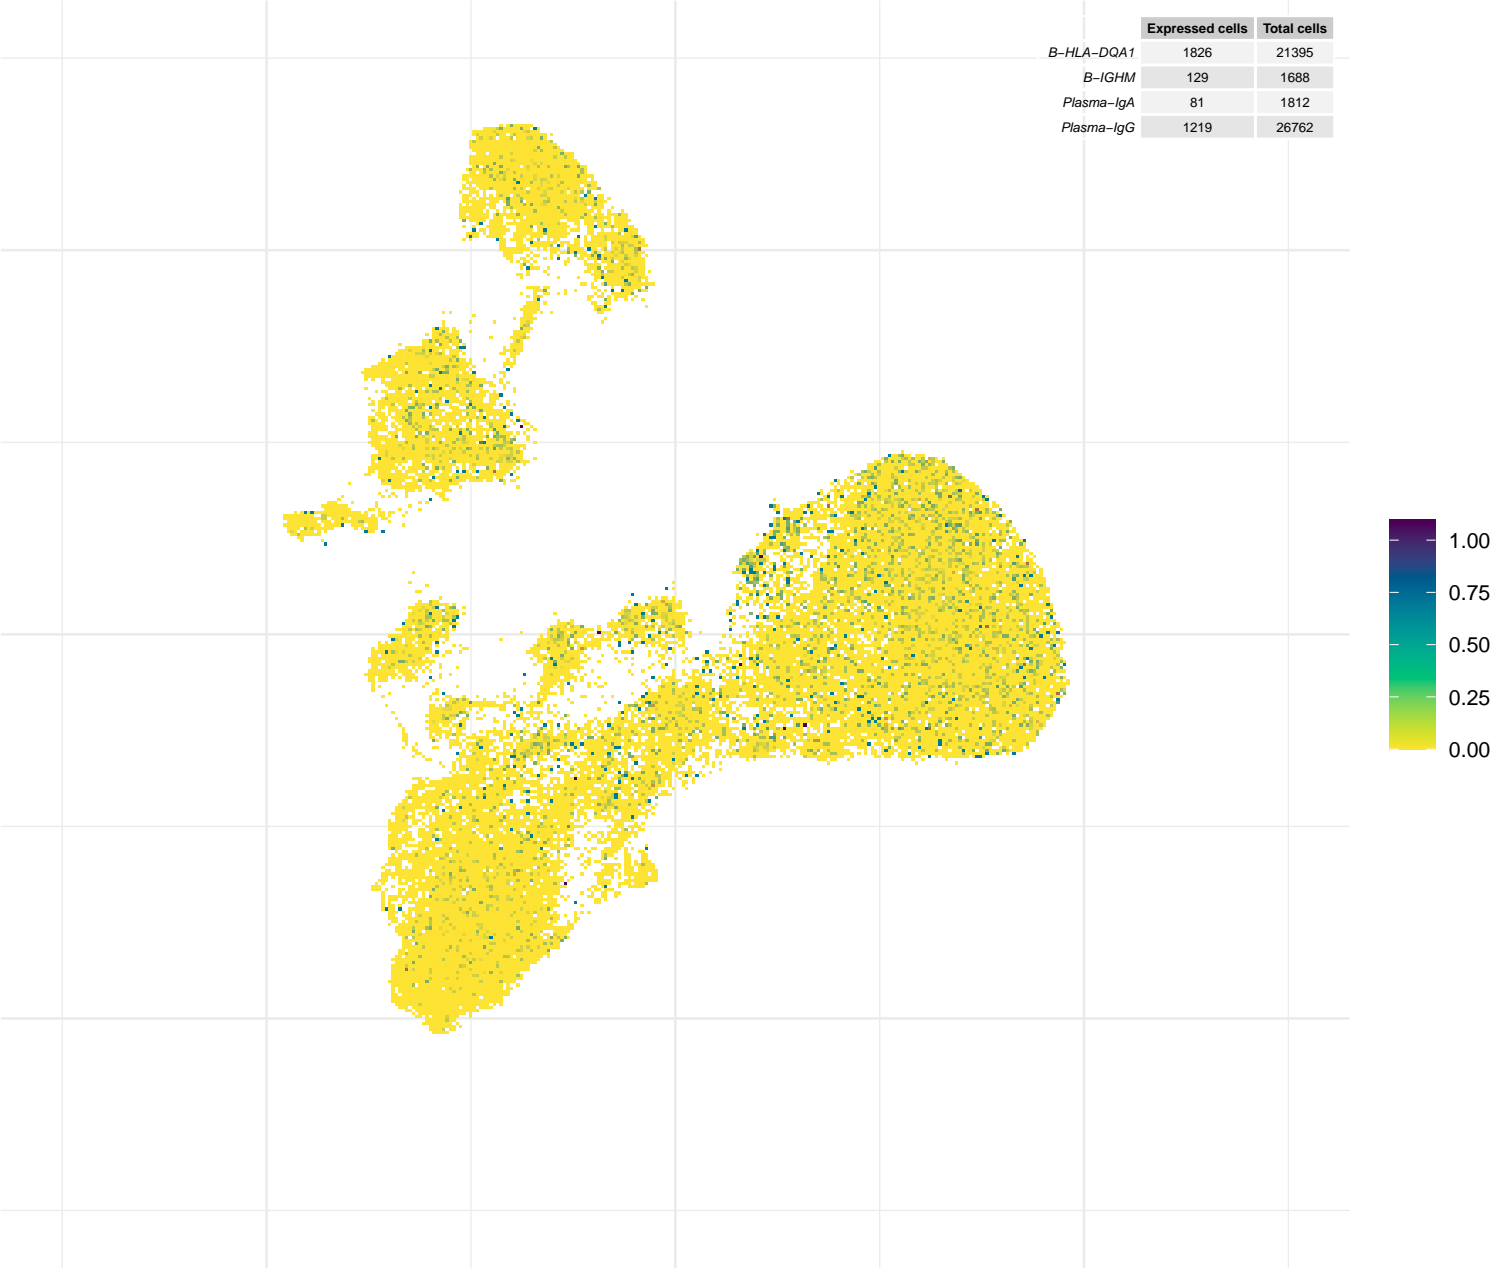 Expressed cells Total cells
B−HLA−DQA1 1826 21395
B−IGHM 129 1688
Plasma−IgA 81 1812
Plasma−IgG 1219 26762
1.00
0.75
0.50
0.25
0.00